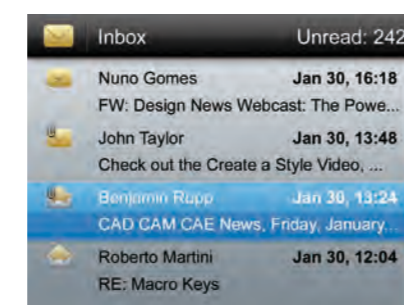 Inbox Unread: 242
Nuno Gomes Jan 30, 16:18
FW: Design News Webcast: The Powe...
John Taylor Jan 30, 13:48
Check out the Create a Style Video, ...
Benjamin Rupp Jan 30, 13:24
CAD CAM CAE News, Friday, January...
Roberto Martini Jan 30, 12:04
RE: Macro Keys